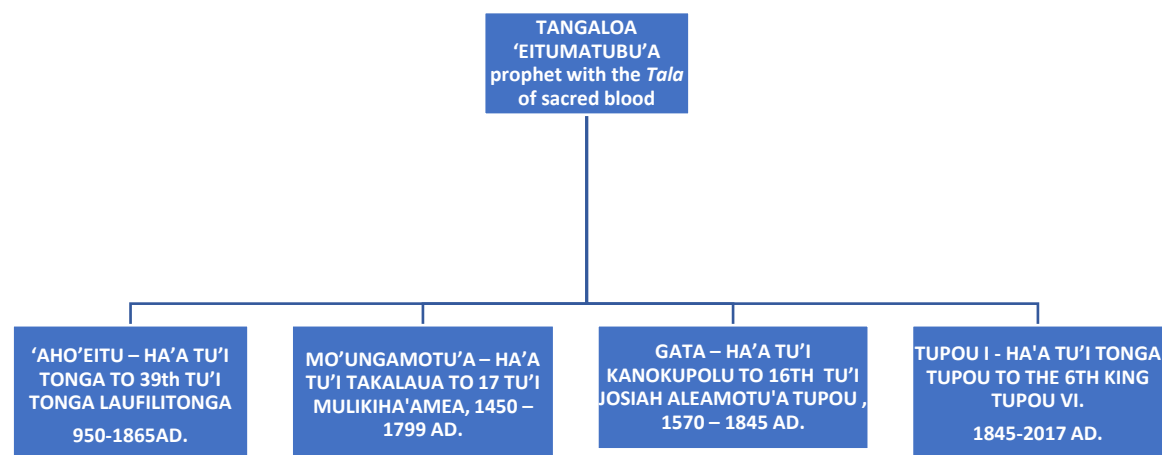 TANGALOA
‘EITUMATUBU’A
prophet with the Tala
of sacred blood
‘AHO’EITU – HA’A TU’I
TONGA TO 39th TU’I
TONGA LAUFILITONGA
950-1865AD.
MO’UNGAMOTU’A – HA’A
TU’I TAKALAUA TO 17 TU’I
MULIKIHA'AMEA, 1450 –
1799 AD.
GATA – HA’A TU’I
KANOKUPOLU TO 16TH TU’I
JOSIAH ALEAMOTU'A TUPOU ,
1570 – 1845 AD.
TUPOU I - HA'A TU’I TONGA
TUPOU TO THE 6TH KING
TUPOU VI.
1845-2017 AD.